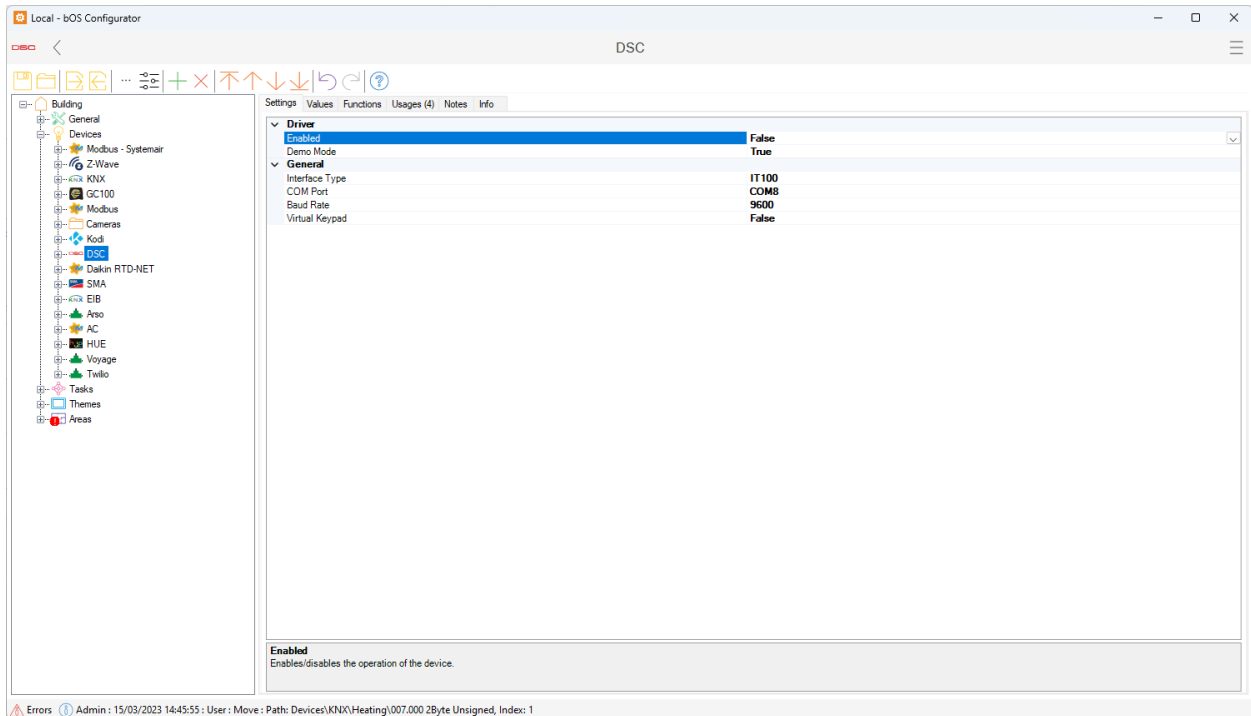 Local - bOS Configurator
DSC
DSC
Building
General
Devices
Modbus - Systemair
Z-Wave
KNX KNX
GC100
Modbus
Cameras
Kodi
DSC DSC
Daikin RTD-NET
SMA
KNX EIB
Arso
AC
HUE
Voyage
Twilio
Tasks
Themes
Areas
Settings Values Functions Usages (4) Notes Info
Driver
Enabled False
Demo Mode True
General
Interface Type IT100
COM Port COM8
Baud Rate 9600
Virtual Keypad False
Enabled
Enables/disables the operation of the device.
Errors Admin : 15/03/2023 14:45:55 : User : Move : Path: Devices\KNX\Heating\007.000 2Byte Unsigned, Index: 1